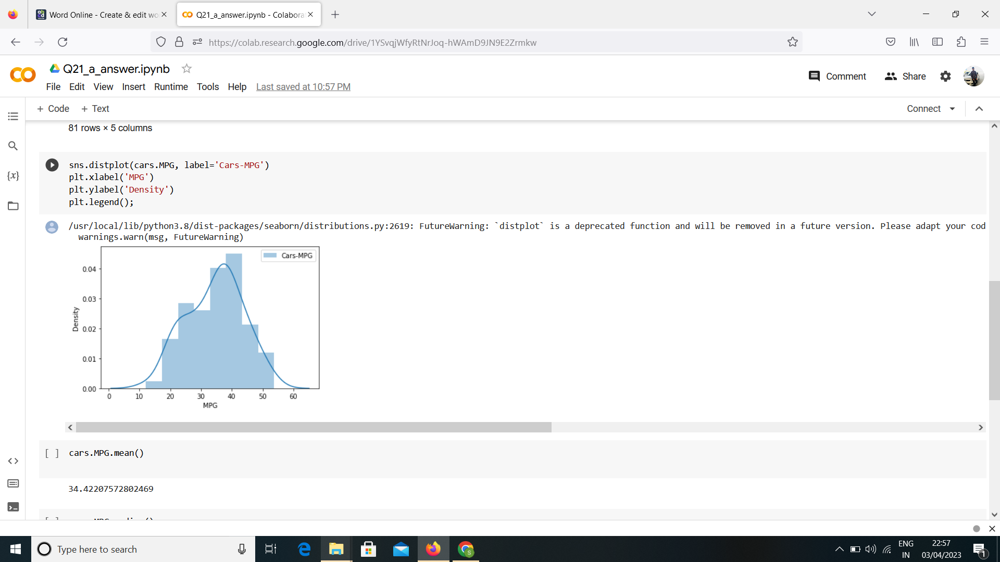 Word Online - Create & edit wo
Q21_a_answer.ipynb - Colabora
https://colab.research.google.com/drive/1YSvqjWfyRtNrJoq-hWAmD9JN9E2Zrmkw
Q21_a_answer.ipynb
File Edit View Insert Runtime Tools Help Last saved at 10:57 PM
Comment
Share
+ Code + Text
Connect
81 rows × 5 columns
{x}
sns.distplot(cars.MPG, label='Cars-MPG')
plt.xlabel('MPG')
plt.ylabel('Density')
plt.legend();
/usr/local/lib/python3.8/dist-packages/seaborn/distributions.py:2619: FutureWarning: `distplot` is a deprecated function and will be removed in a future version. Please adapt your cod
warnings.warn(msg, FutureWarning)
Cars-MPG
0.04
0.03
0.02
0.01
0.00
Density
0 10 20 30 40 50 60
MPG
[ ] cars.MPG.mean()
34.42207572802469
Type here to search
ENG
IN
22:57
03/04/2023
1